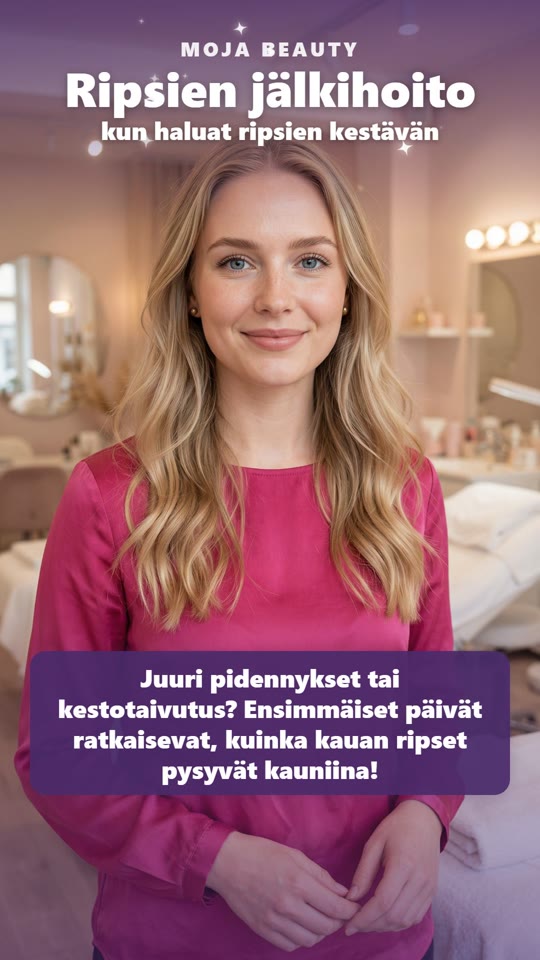 MOJA BEAUTY
Ripsien jälkihoito
kun haluat ripsien kestävän
Juuri pidennykset tai
kestotaivutus? Ensimmäiset päivät
ratkaisevat, kuinka kauan ripset
pysyvät kauniina!